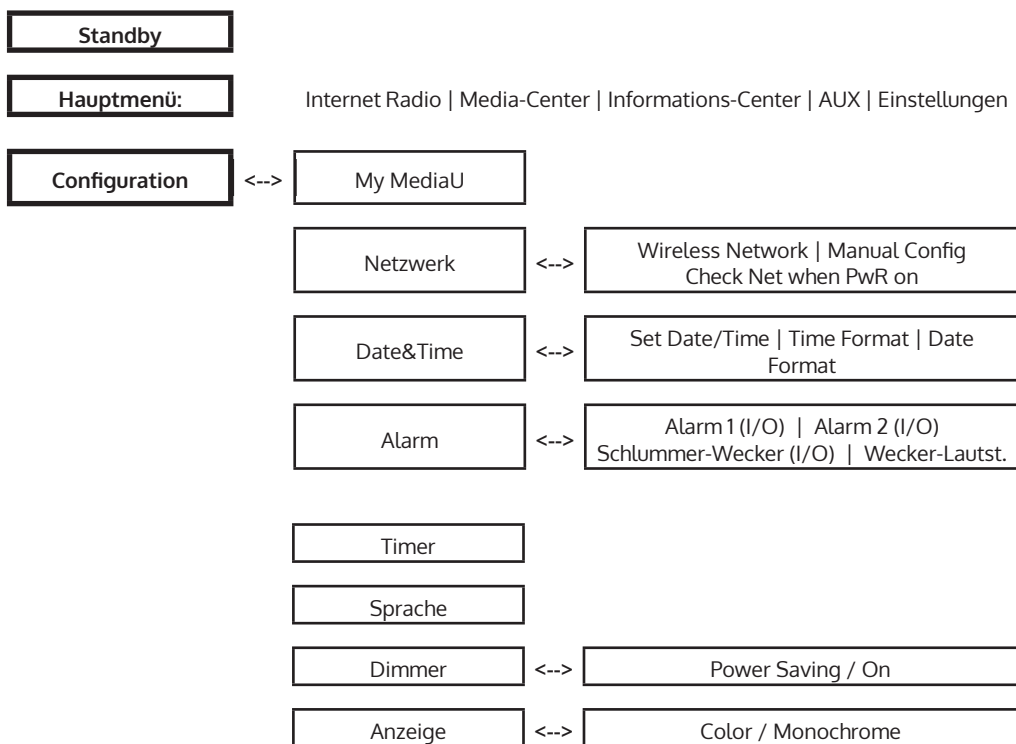 Standby
Hauptmenü:
Internet Radio | Media-Center | Informations-Center | AUX | Einstellungen
Configuration <--> My MediaU
Netzwerk <--> Wireless Network | Manual Config
Check Net when PwR on
Date&Time <--> Set Date/Time | Time Format | Date
Format
Alarm <--> Alarm 1 (I/O) | Alarm 2 (I/O)
Schlummer-Wecker (I/O) | Wecker-Lautst.
Timer
Sprache
Dimmer <--> Power Saving / On
Anzeige <--> Color / Monochrome